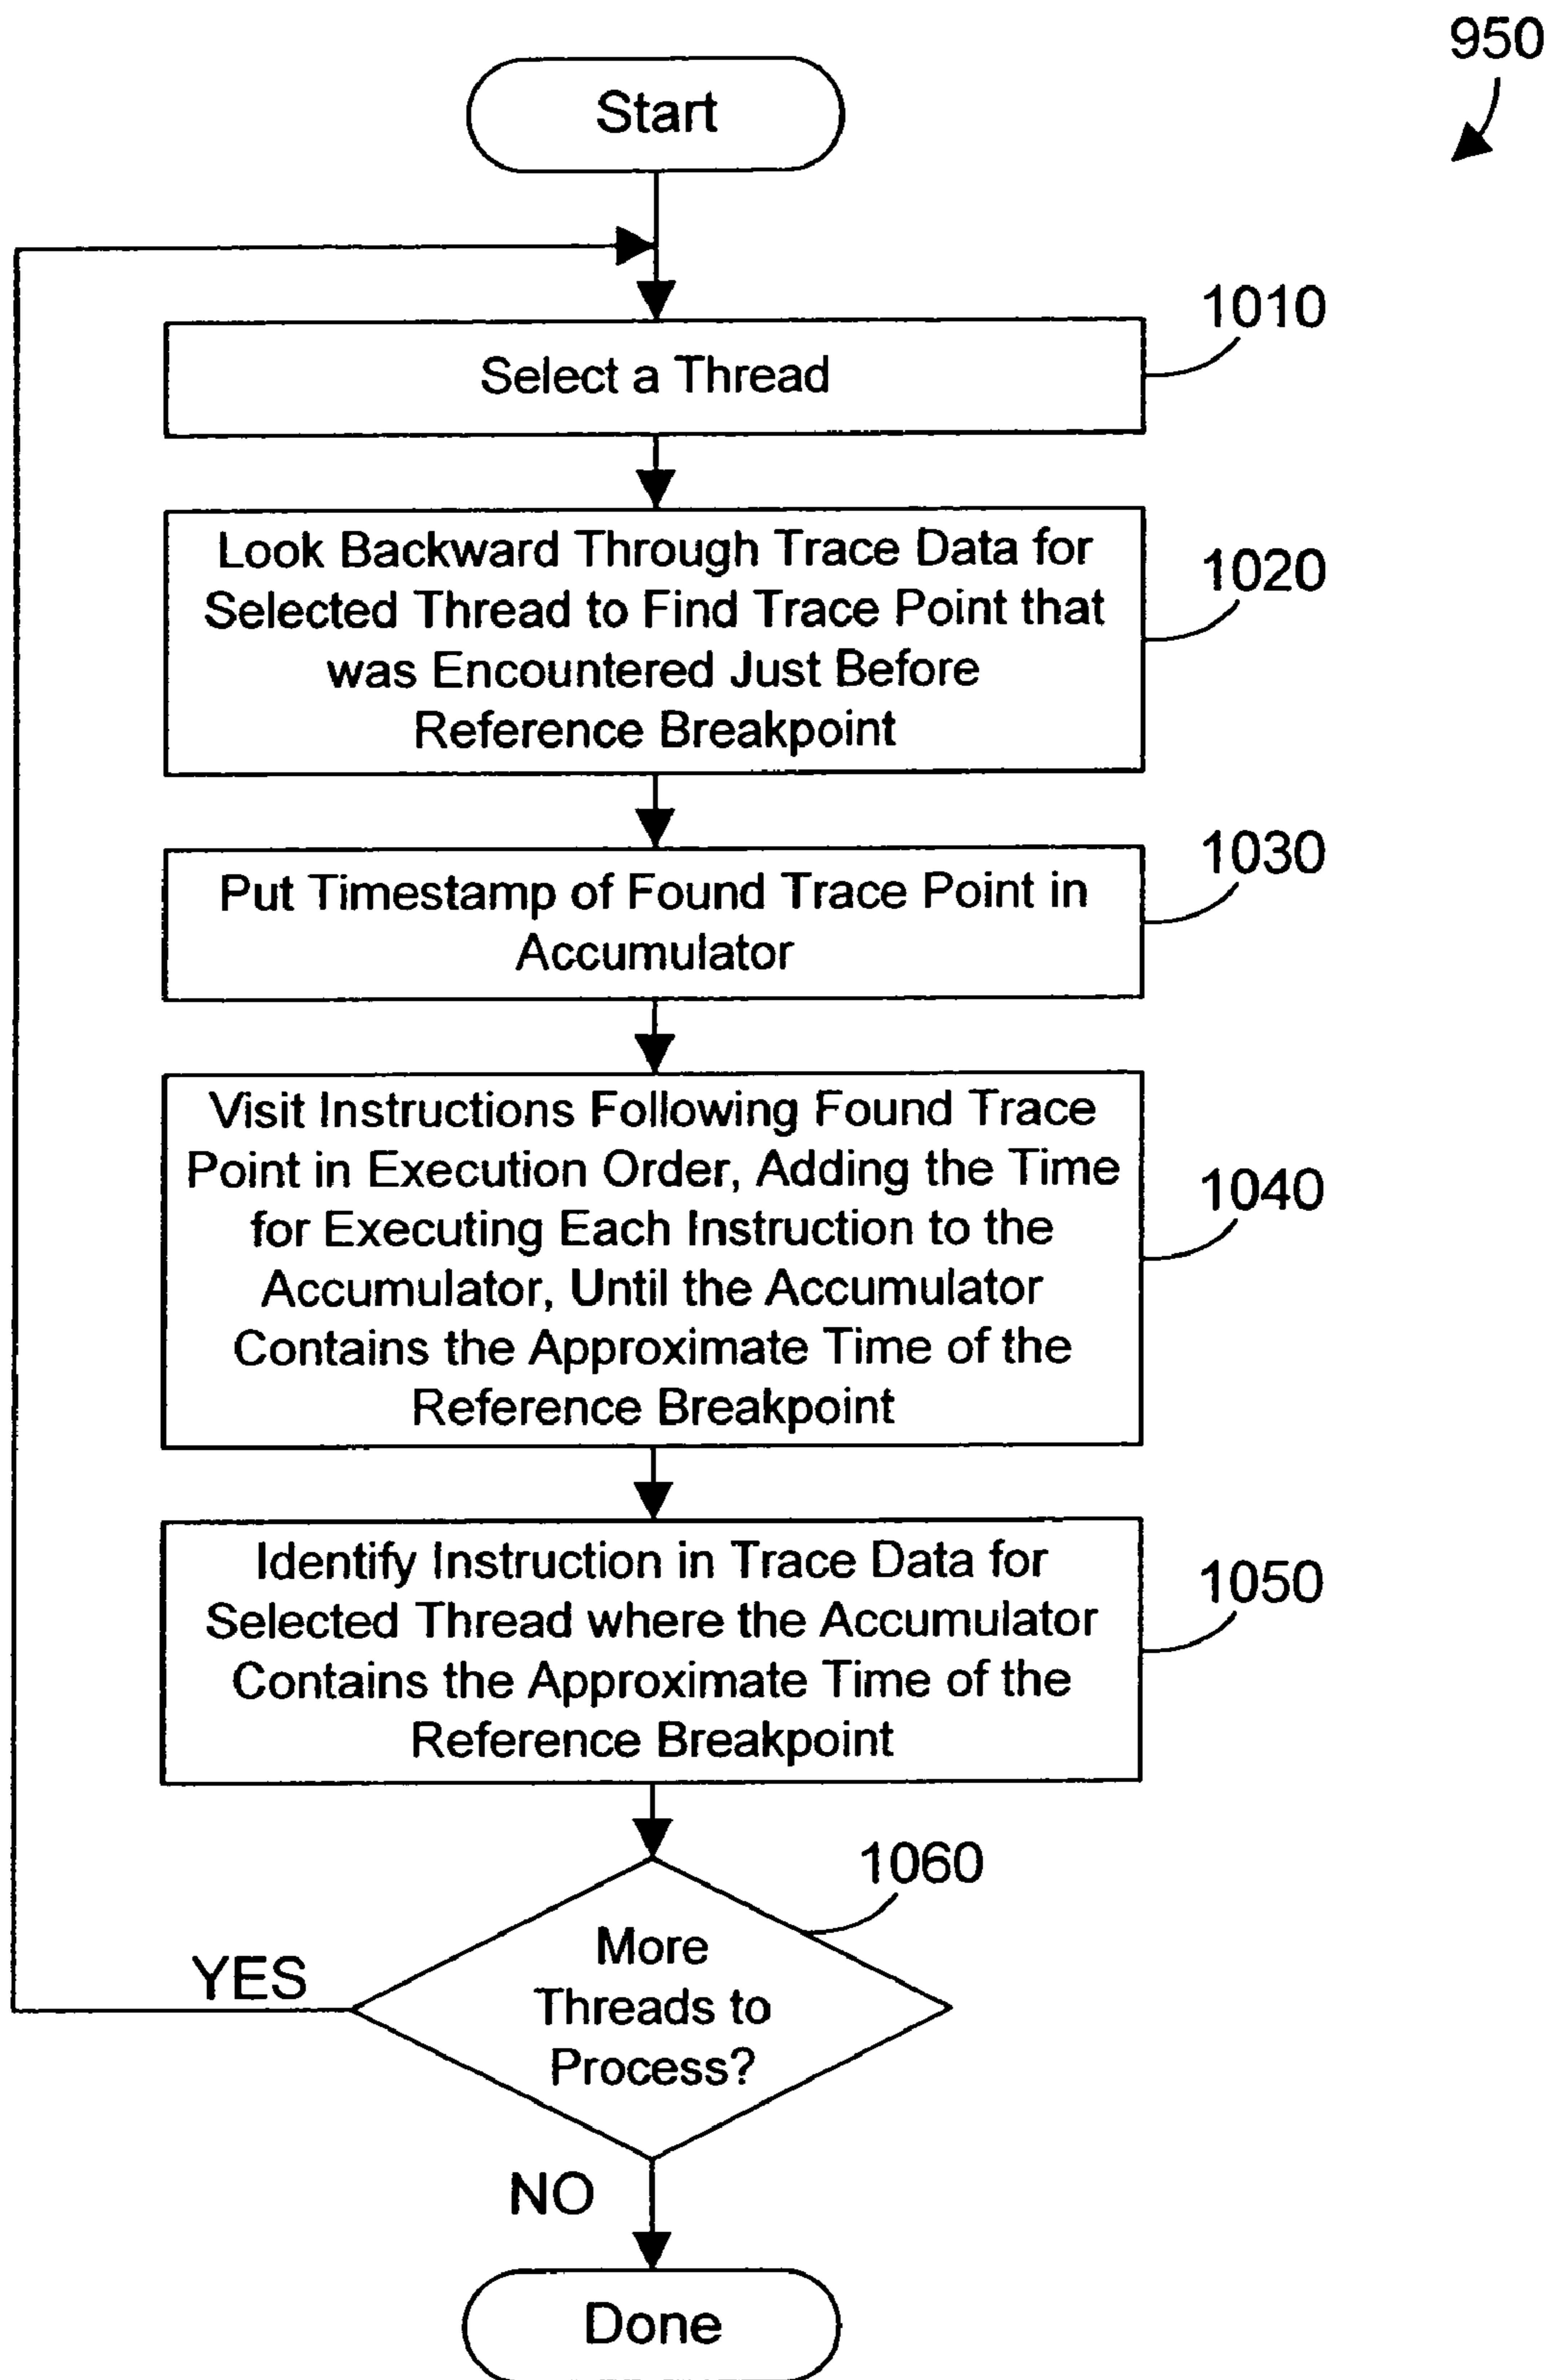 950
Start
1010
Select a Thread
1020
Look Backward Through Trace Data for
Selected Thread to Find Trace Point that
was Encountered Just Before
Reference Breakpoint
1030
Put Timestamp of Found Trace Point in
Accumulator
1040
Visit Instructions Following Found Trace
Point in Execution Order, Adding the Time
for Executing Each Instruction to the
Accumulator, Until the Accumulator
Contains the Approximate Time of the
Reference Breakpoint
1050
Identify Instruction in Trace Data for
Selected Thread where the Accumulator
Contains the Approximate Time of the
Reference Breakpoint
1060
More
Threads to
Process?
YES
NO
Done